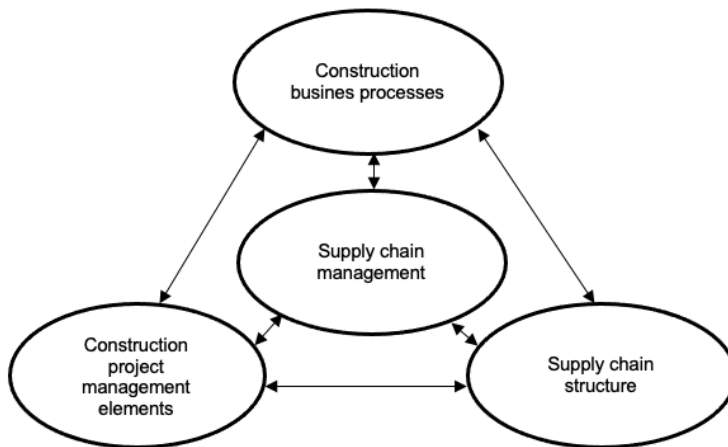 Construction
busines processes
Supply chain
management
Construction
project
management
elements
Supply chain
structure